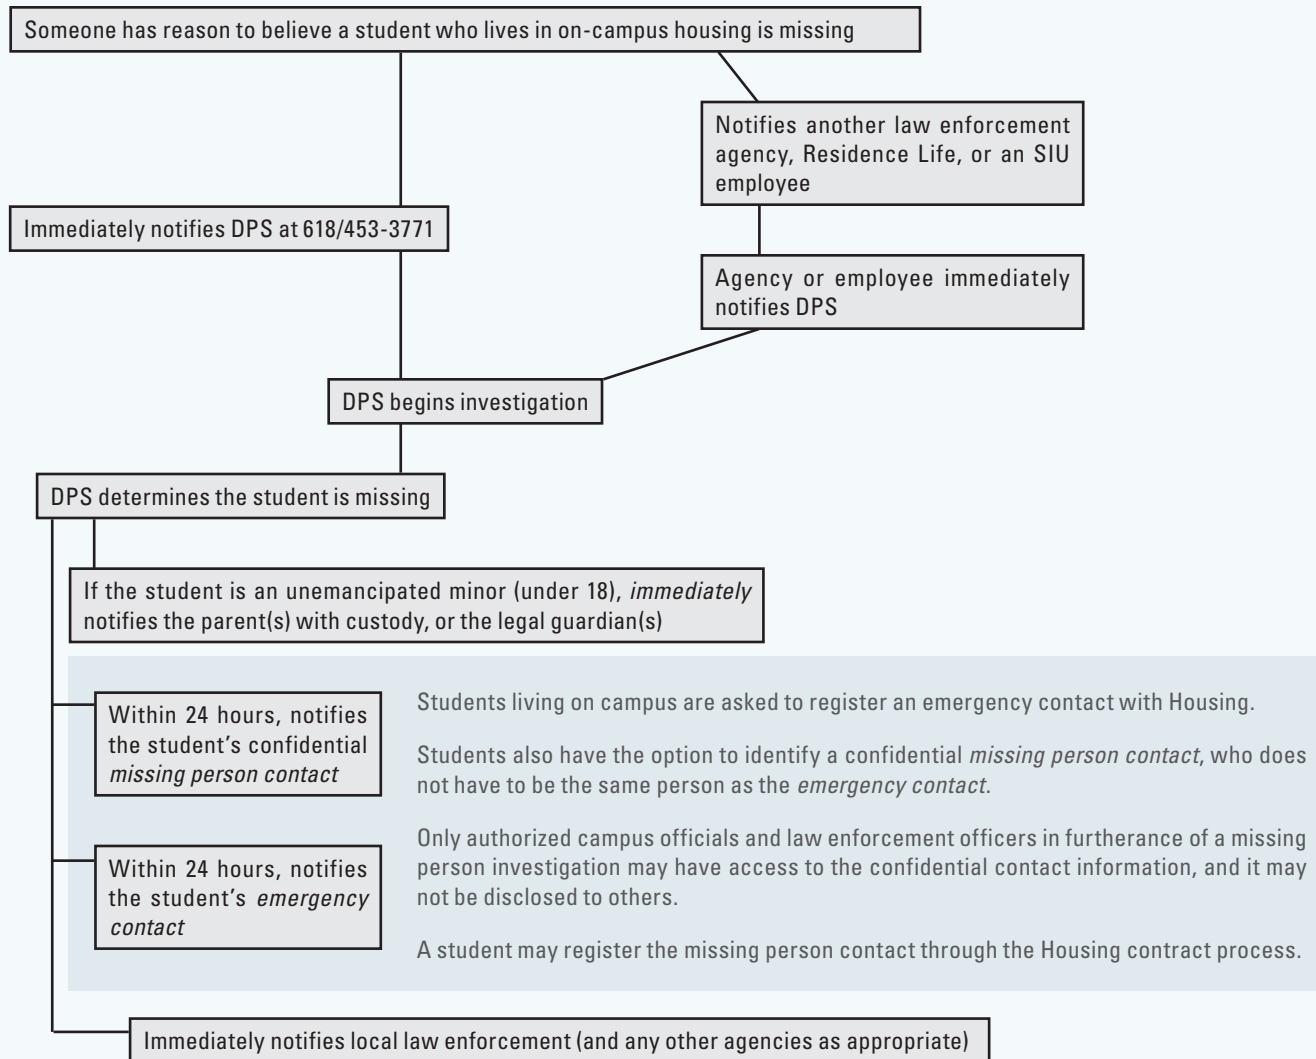 Someone has reason to believe a student who lives in on-campus housing is missing
Notifies another law enforcement
agency, Residence Life, or an SIU
employee
Immediately notifies DPS at 618/453-3771
Agency or employee immediately
notifies DPS
DPS begins investigation
DPS determines the student is missing
If the student is an unemancipated minor (under 18), immediately
notifies the parent(s) with custody, or the legal guardian(s)
Within 24 hours, notifies
the student’s confidential
missing person contact
Within 24 hours, notifies
the student’s emergency
contact
Students living on campus are asked to register an emergency contact with Housing.
Students also have the option to identify a confidential missing person contact, who does
not have to be the same person as the emergency contact.
Only authorized campus officials and law enforcement officers in furtherance of a missing
person investigation may have access to the confidential contact information, and it may
not be disclosed to others.
A student may register the missing person contact through the Housing contract process.
Immediately notifies local law enforcement (and any other agencies as appropriate)